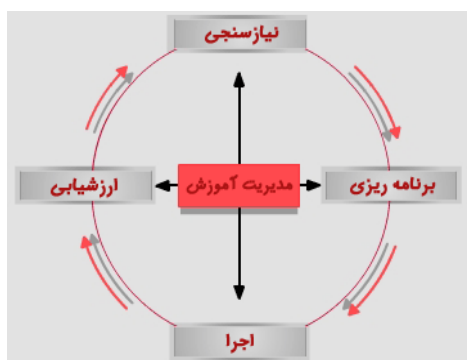 نیازسنجی
برنامه ریزی
مدیریت آموزش
ارزشیابی
اجرا